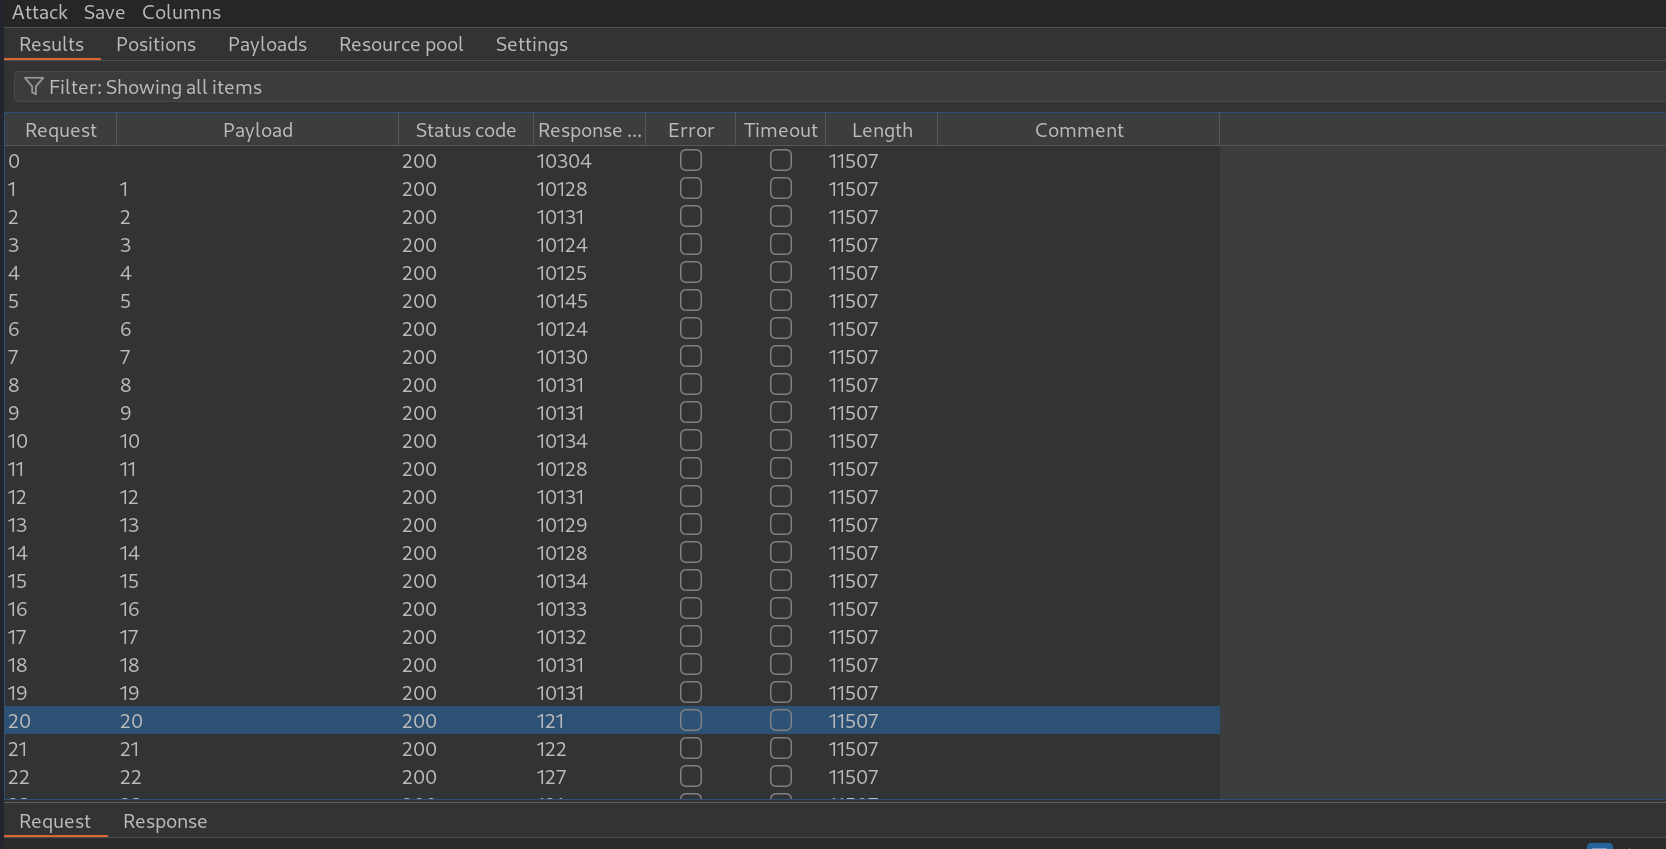 Attack Save Columns
Results Positions Payloads Resource pool Settings
Filter: Showing all items
Request Payload Status code Response ... Error Timeout Length Comment
0 200 10304 11507
1 1 200 10128 11507
2 2 200 10131 11507
3 3 200 10124 11507
4 4 200 10125 11507
5 5 200 10145 11507
6 6 200 10124 11507
7 7 200 10130 11507
8 8 200 10131 11507
9 9 200 10131 11507
10 10 200 10134 11507
11 11 200 10128 11507
12 12 200 10131 11507
13 13 200 10129 11507
14 14 200 10128 11507
15 15 200 10134 11507
16 16 200 10133 11507
17 17 200 10132 11507
18 18 200 10131 11507
19 19 200 10131 11507
20 20 200 121 11507
21 21 200 122 11507
22 22 200 127 11507
Request Response